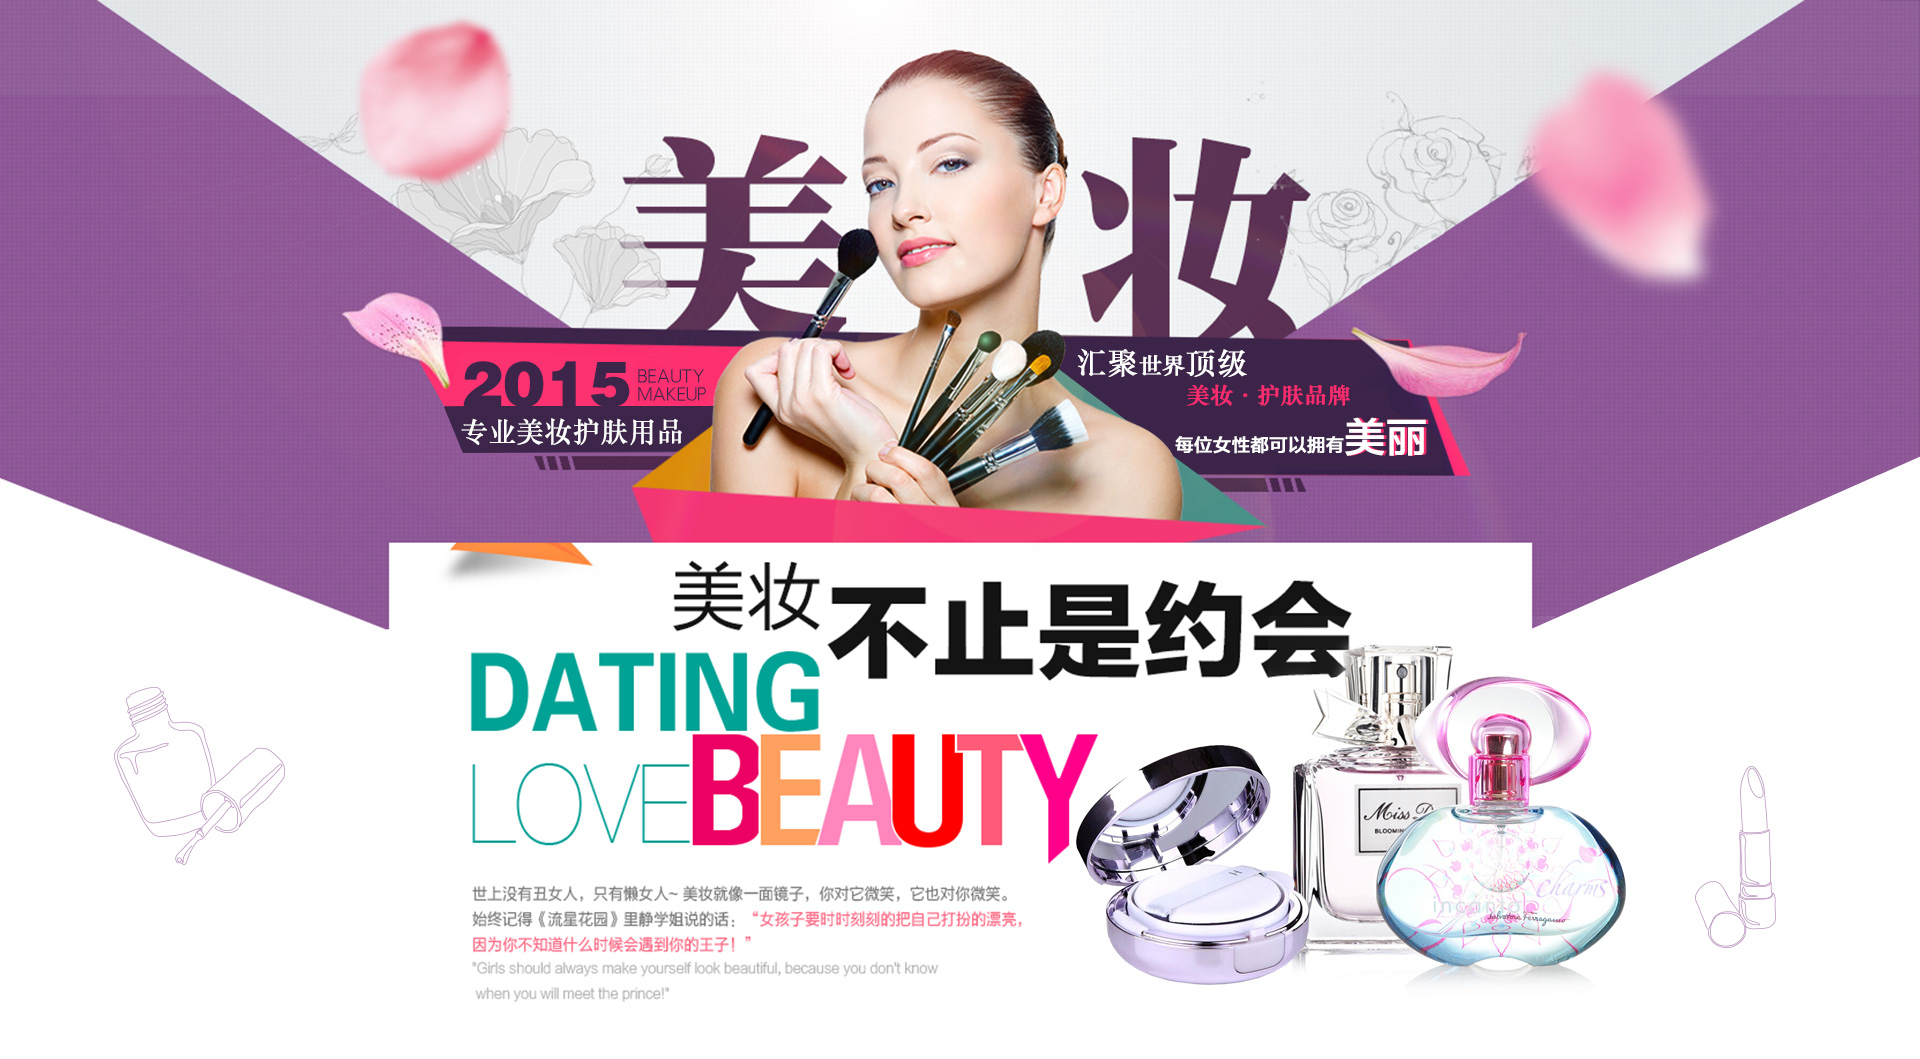 美妆
2015 BEAUTY
MAKEUP
专业美妆护肤用品
汇聚世界顶级
美妆·护肤品牌
每位女性都可以拥有美丽
美妆不止是约会
DATING
LOVE BEAUTY
世上没有丑女人，只有懒女人~ 美妆就像一面镜子，你对它微笑，它也对你微笑。
始终记得《流星花园》里静学姐说的话：“女孩子要时时刻刻的把自己打扮的漂亮，
因为你不知道什么时候会遇到你的王子！”
"Girls should always make yourself look beautiful, because you don't know
when you will meet the prince!"
Miss D
BLOOMIN
charms
incanto
Salvatore Ferragamo
H